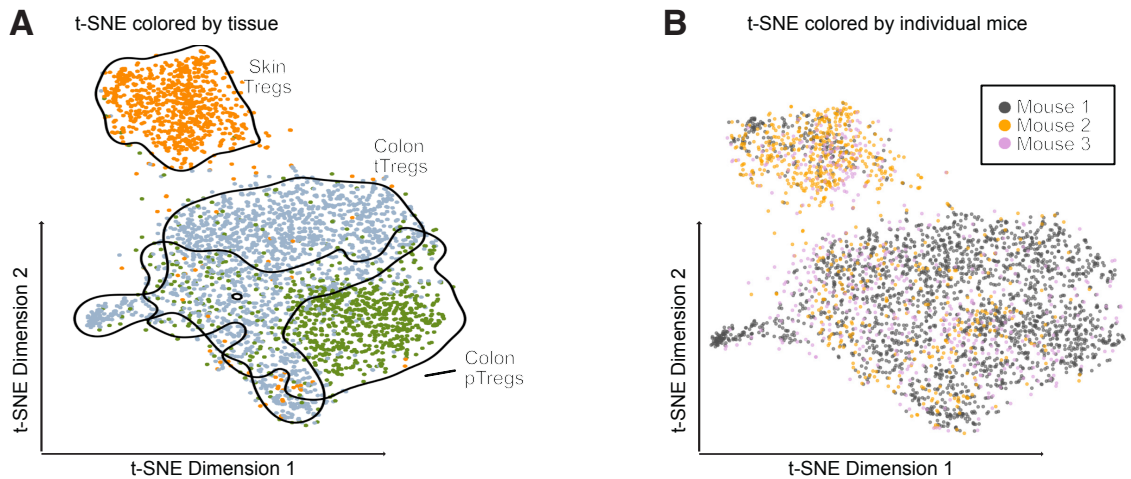 A
t-SNE colored by tissue
Skin
Tregs
Colon
tTregs
Colon
pTregs
t-SNE Dimension 2
t-SNE Dimension 1
B
t-SNE colored by individual mice
Mouse 1
Mouse 2
Mouse 3
t-SNE Dimension 2
t-SNE Dimension 1